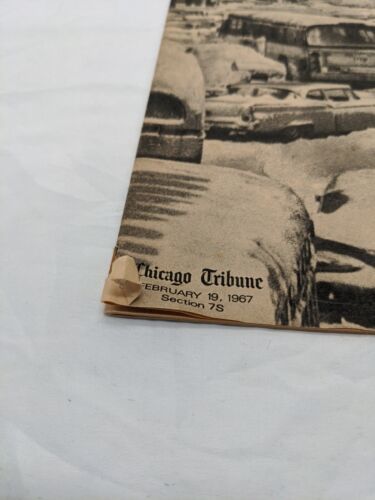 Chicago Tribune
FEBRUARY 19, 1967
Section 7S